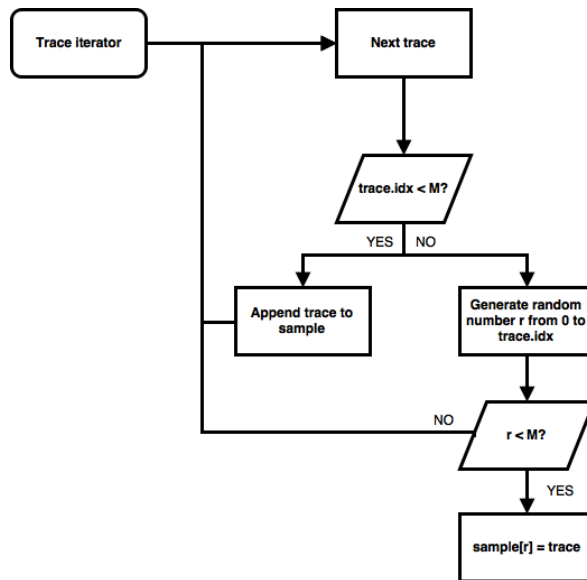 Trace iterator
Next trace
trace.idx < M?
YES
NO
Append trace to
sample
Generate random
number r from 0 to
trace.idx
NO
r < M?
YES
sample[r] = trace